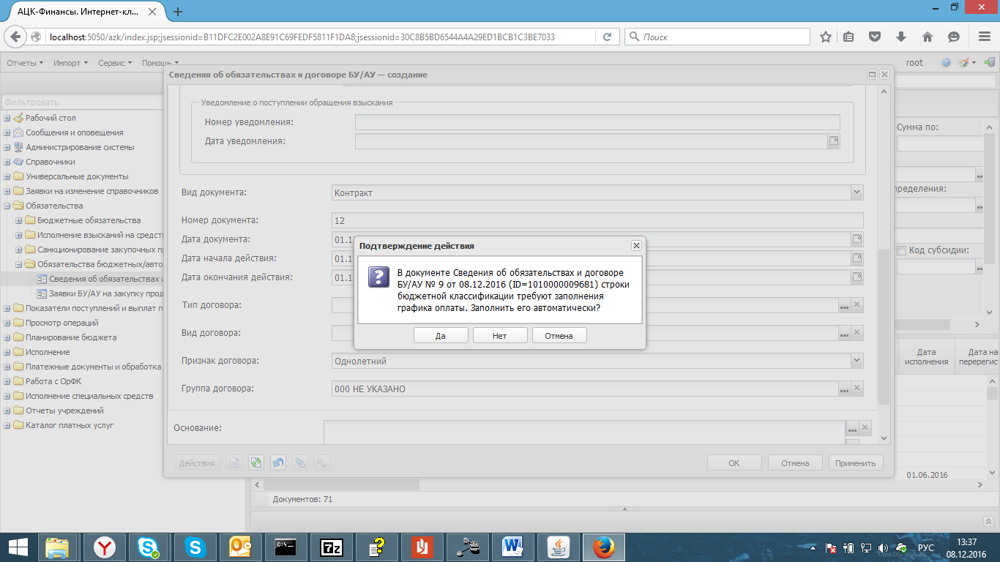 АЦК-Финансы. Интернет-кл...
localhost:5050/azk/index.jsp;jsessionid=B11DFC2E002A8E91C69FEDF5811F1DA8;jsessionid=30C8B5BD6544A4A29ED1BCB1C3BE7033
Поиск
Отчеты Импорт Сервис Помощь
root
Фильтровать
Рабочий стол
Сообщения и оповещения
Администрирование системы
Справочники
Универсальные документы
Заявки на изменение справочников
Обязательства
Бюджетные обязательства
Исполнение взысканий на средст
Санкционирование закупочных пр
Обязательства бюджетных/авто
Сведения об обязательствах и
Заявки БУ/АУ на закупку прод
Показатели поступлений и выплат п
Просмотр операций
Планирование бюджета
Исполнение
Платежные документы и обработка
Работа с ОрФК
Исполнение специальных средств
Отчеты учреждений
Каталог платных услуг
Сведения об обязательствах и договоре БУ/АУ — создание
Уведомление о поступлении обращения взыскания
Номер уведомления:
Дата уведомления:
Вид документа: Контракт
Номер документа: 12
Дата документа: 01.1
Дата начала действия: 01.1
Дата окончания действия: 01.1
Тип договора:
Вид договора:
Признак договора: Однолетний
Группа договора: 000 НЕ УКАЗАНО
Основание:
Действия
ОК Отмена Применить
Подтверждение действия
В документе Сведения об обязательствах и договоре
БУ/АУ № 9 от 08.12.2016 (ID=1010000009681) строки
бюджетной классификации требуют заполнения
графика оплаты. Заполнить его автоматически?
Да Нет Отмена
Сумма по:
пределения:
Код субсидии:
Дата
исполнения
Дата на
перерегист
01.06.2016
Документов: 71
РУС
13:37
08.12.2016